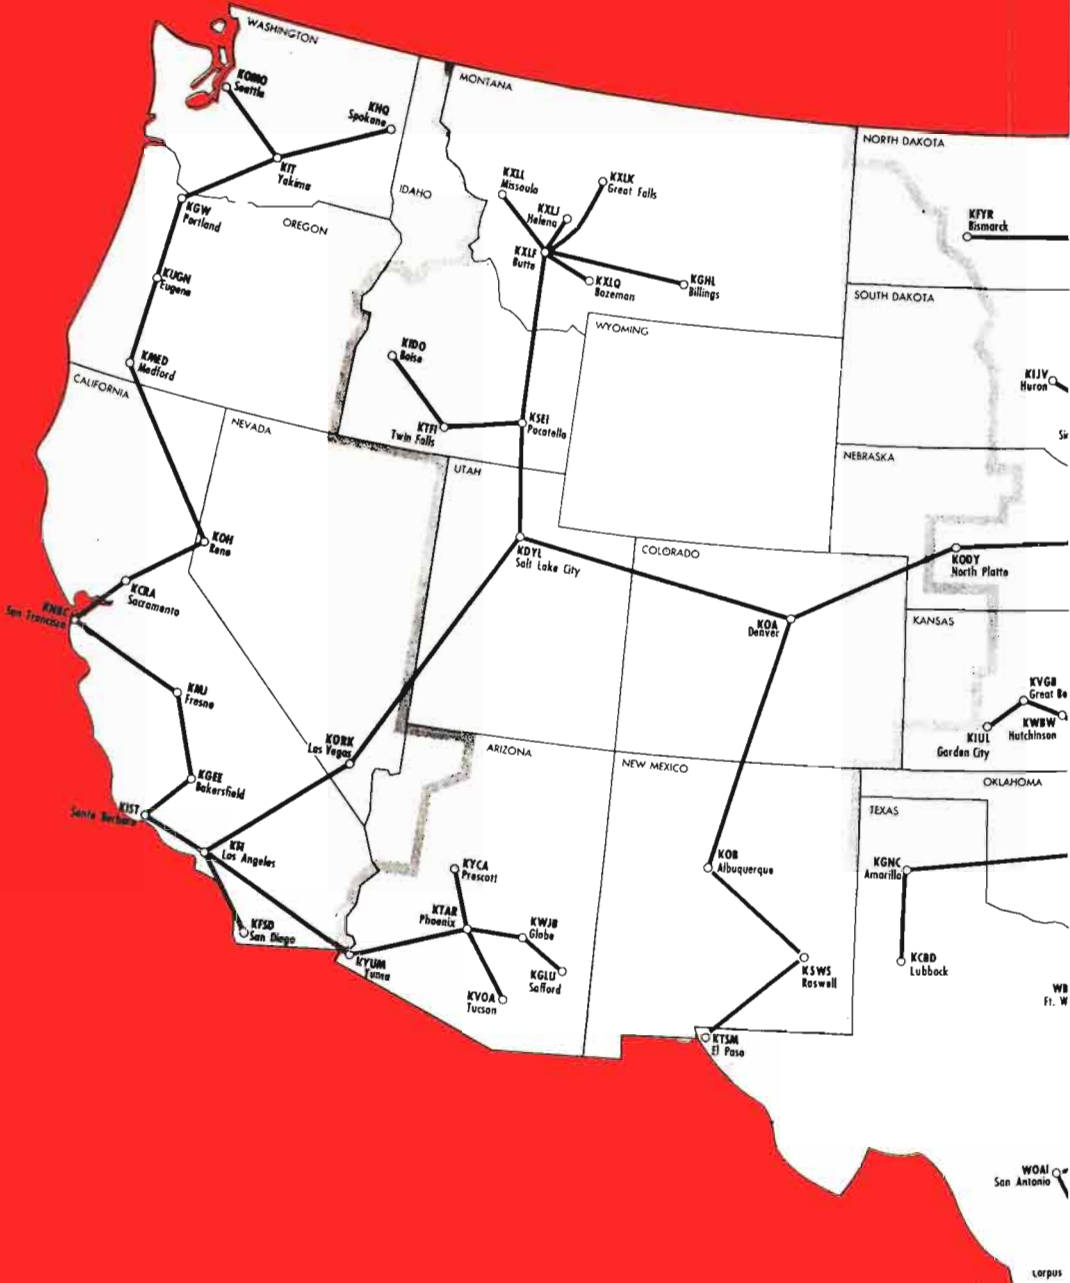 WASHINGTON
KOMO
Seattle
KHQ
Spokane
KIT
Yakima
MONTANA
IDAHO
KGW
Portland
OREGON
KXLL
Missoula
KXLK
Great Falls
KXLJ
Helena
KXLF
Butte
KXLQ
Bozeman
KGHL
Billings
NORTH DAKOTA
KFYR
Bismarck
SOUTH DAKOTA
KIJV
Huron
KUGN
Eugene
KMED
Medford
CALIFORNIA
NEVADA
KIDO
Boise
KTFI
Twin Falls
KSEI
Pocatello
WYOMING
NEBRASKA
UTAH
KOH
Reno
KDYL
Salt Lake City
COLORADO
KODY
North Platte
KCRA
Sacramento
KNBC
San Francisco
KOA
Denver
KANSAS
KMJ
Fresno
KVGB
Great Be
KWBW
Hutchinson
KIUL
Garden City
KORK
Las Vegas
ARIZONA
NEW MEXICO
OKLAHOMA
TEXAS
KGEE
Bakersfield
KIST
Santa Barbara
KFI
Los Angeles
KYCA
Prescott
KOB
Albuquerque
KGNC
Amarillo
KTAR
Phoenix
KWJB
Globe
KFSD
San Diego
KYUM
Yuma
KGLU
Safford
KVOA
Tucson
KSWS
Roswell
KCBD
Lubbock
WB
Ft. W
KTSM
El Paso
WOAI
San Antonio
Corpus